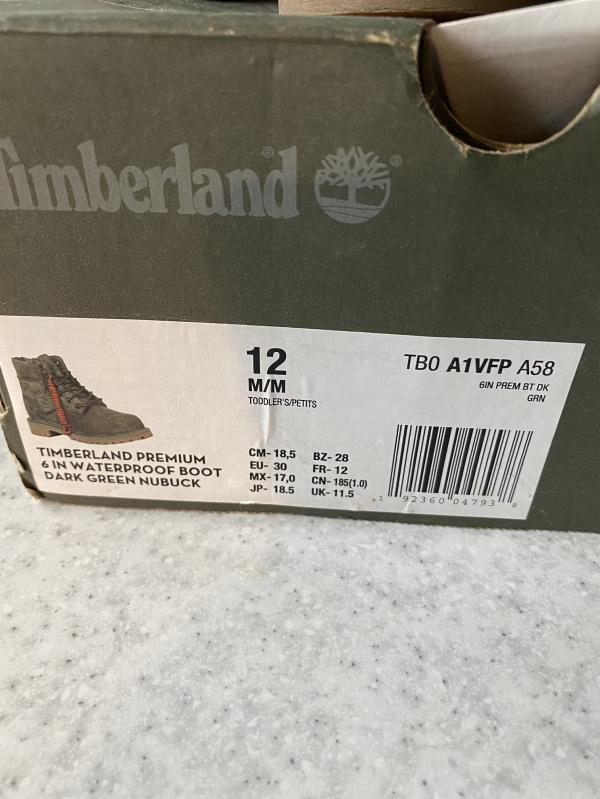 Timberland®
12
M/M
TODDLER'S/PETITS
TB0 A1VFP A58
6IN PREM BT DK
GRN
TIMBERLAND PREMIUM
6 IN WATERPROOF BOOT
DARK GREEN NUBUCK
CM- 18,5 BZ- 28
EU- 30 FR- 12
MX- 17,0 CN- 185(1.0)
JP- 18.5 UK- 11.5
1 92360 04793 8